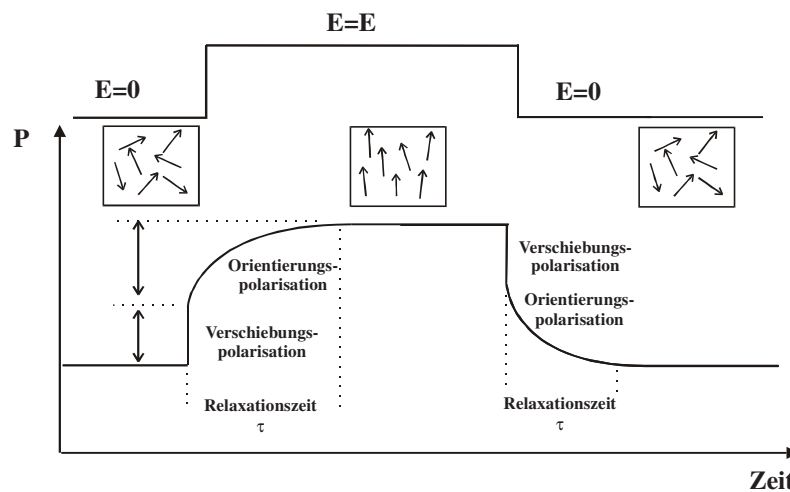 E=E
E=0
E=0
P
Verschiebungs-
polarisation
Orientierungs-
polarisation
Orientierungs-
polarisation
Verschiebungs-
polarisation
Relaxationszeit
τ
Relaxationszeit
τ
Zeit